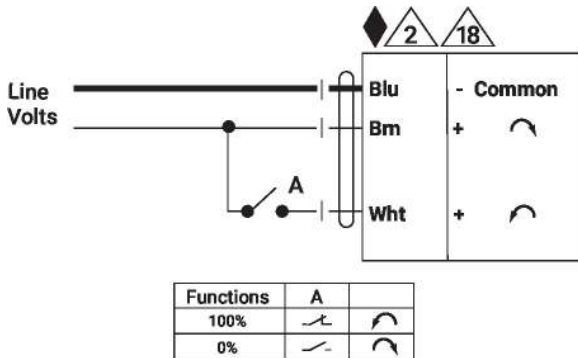 2 18
Line
Volts
Blu - Common
Brn +
A
Wht +
Functions A
100%
0%